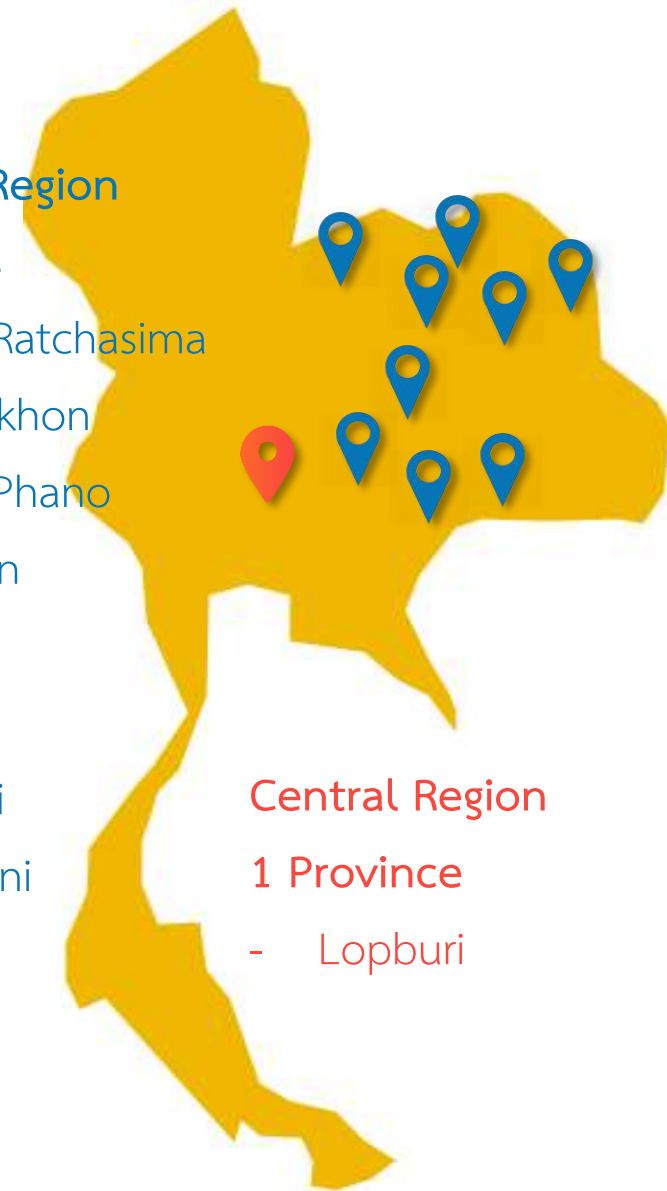 Region
Ratchasima
khon
Phano
n
i
ni
Central Region
1 Province
- Lopburi